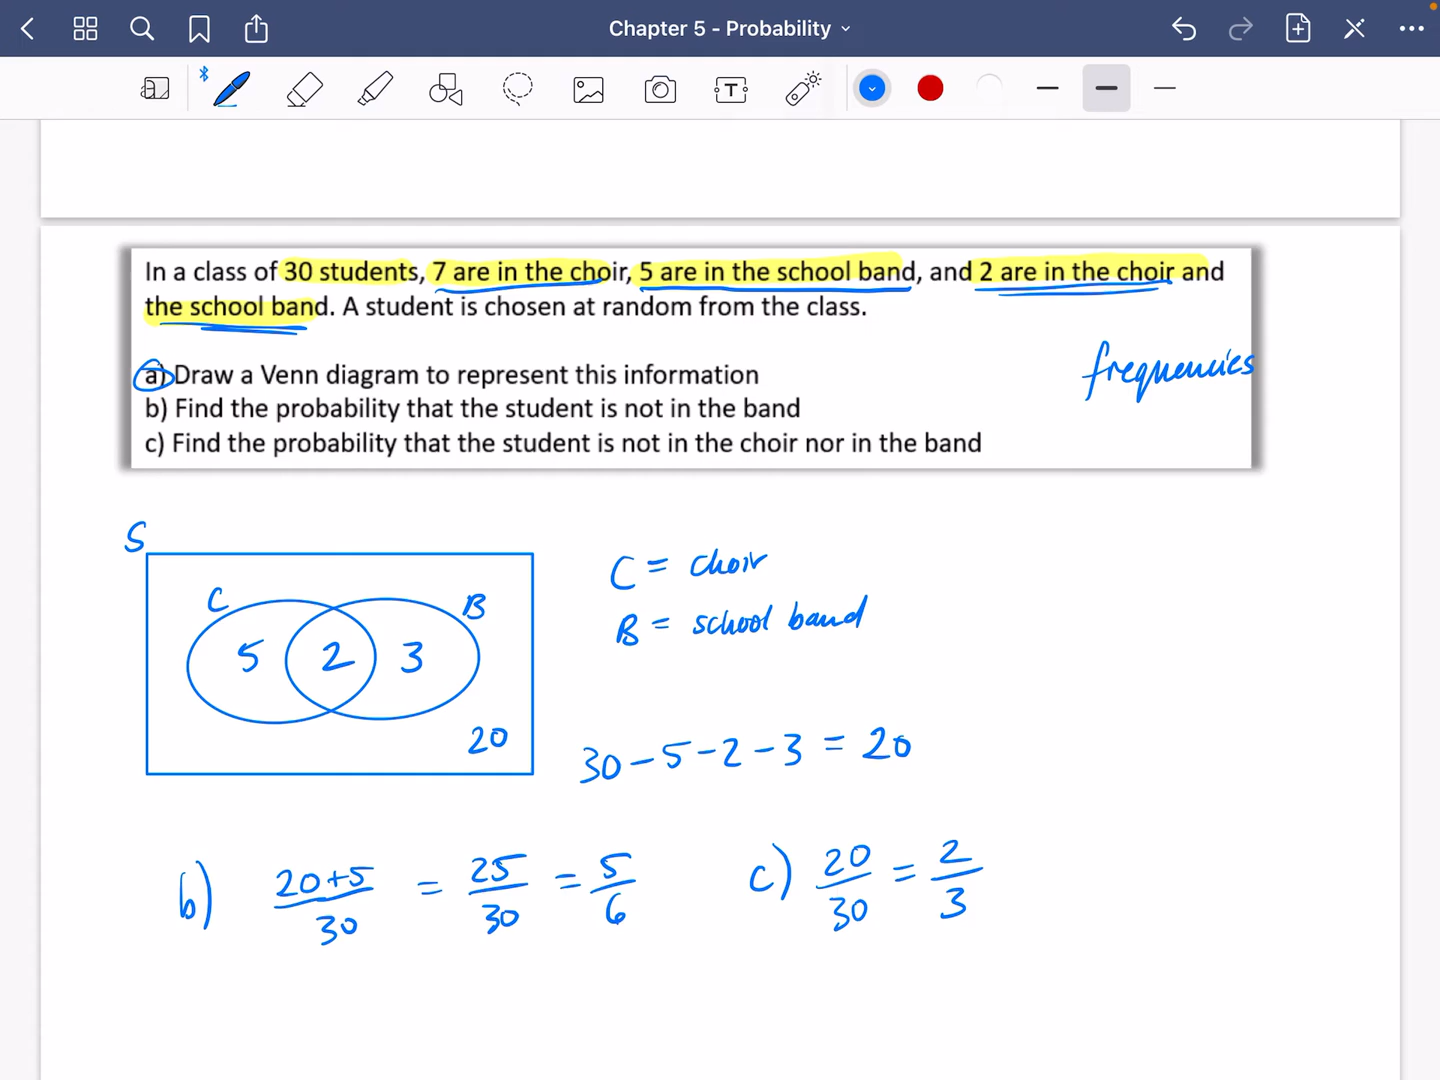 Chapter 5 - Probability
a
T
In a class of 30 students, 7 are in the choir, 5 are in the school band, and 2 are in the choir and
the school band. A student is chosen at random from the class.
a) Draw a Venn diagram to represent this information
frequencies
b) Find the probability that the student is not in the band
c) Find the probability that the student is not in the choir nor in the band
S
C B
5 2 3
20
C = choir
B = school band
30 - 5 - 2 - 3 = 20
b) 20+5/30 = 25/30 = 5/6
c) 20/30 = 2/3